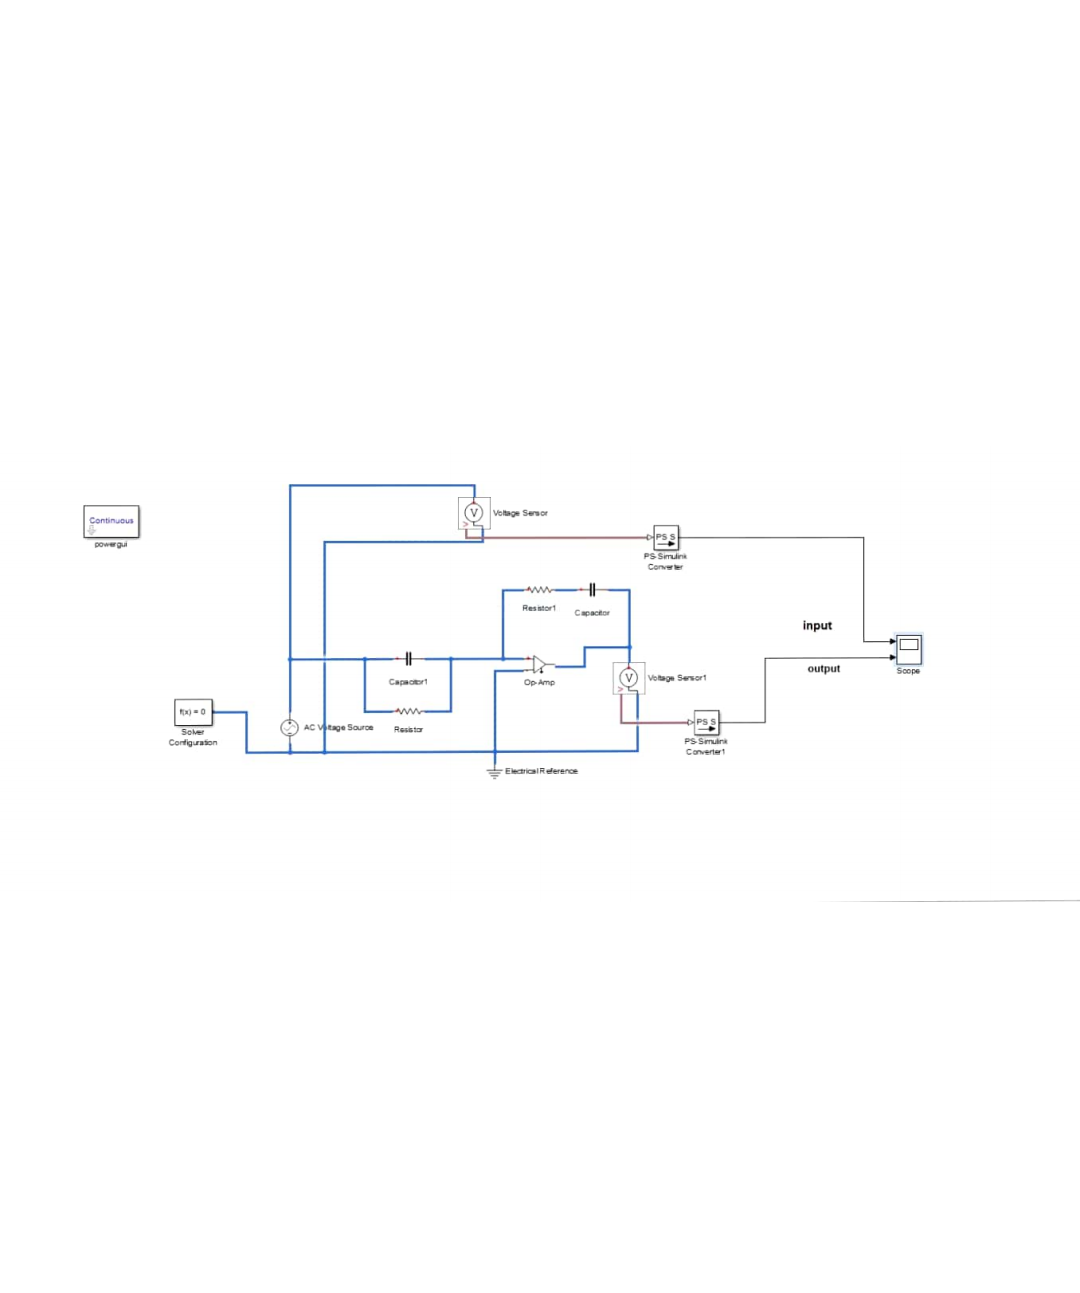 Continuous
powergui
V
Voltage Sensor
PS S
PS-Simulink
Converter
Resistor1
Capacitor
input
output
Scope
Capacitor1
Op-Amp
V
Voltage Sensor1
f(x) = 0
Solver
Configuration
AC Voltage Source
Resistor
PS S
PS-Simulink
Converter1
Electrical Reference